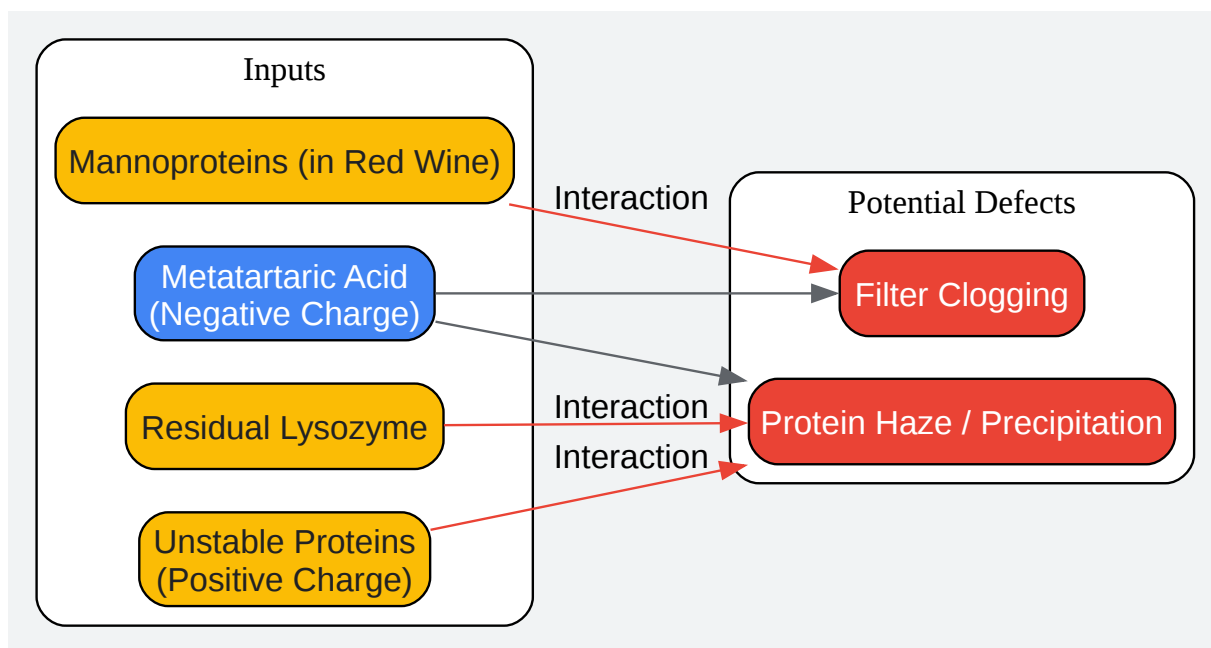 Inputs
Mannoproteins (in Red Wine)
Metatartaric Acid
(Negative Charge)
Residual Lysozyme
Unstable Proteins
(Positive Charge)
Interaction
Interaction
Interaction
Potential Defects
Filter Clogging
Protein Haze / Precipitation